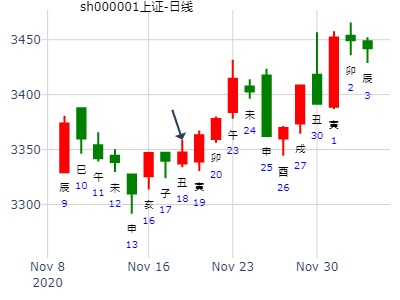 sh000001上证-日线
3450
3400
3350
3300
辰
9
巳
10
午
11
未
12
申
13
亥
16
子
17
丑
18
寅
19
卯
20
午
23
未
24
申
25
酉
26
戌
27
丑
30
寅
1
卯
2
辰
3
Nov 8
2020
Nov 16
Nov 23
Nov 30